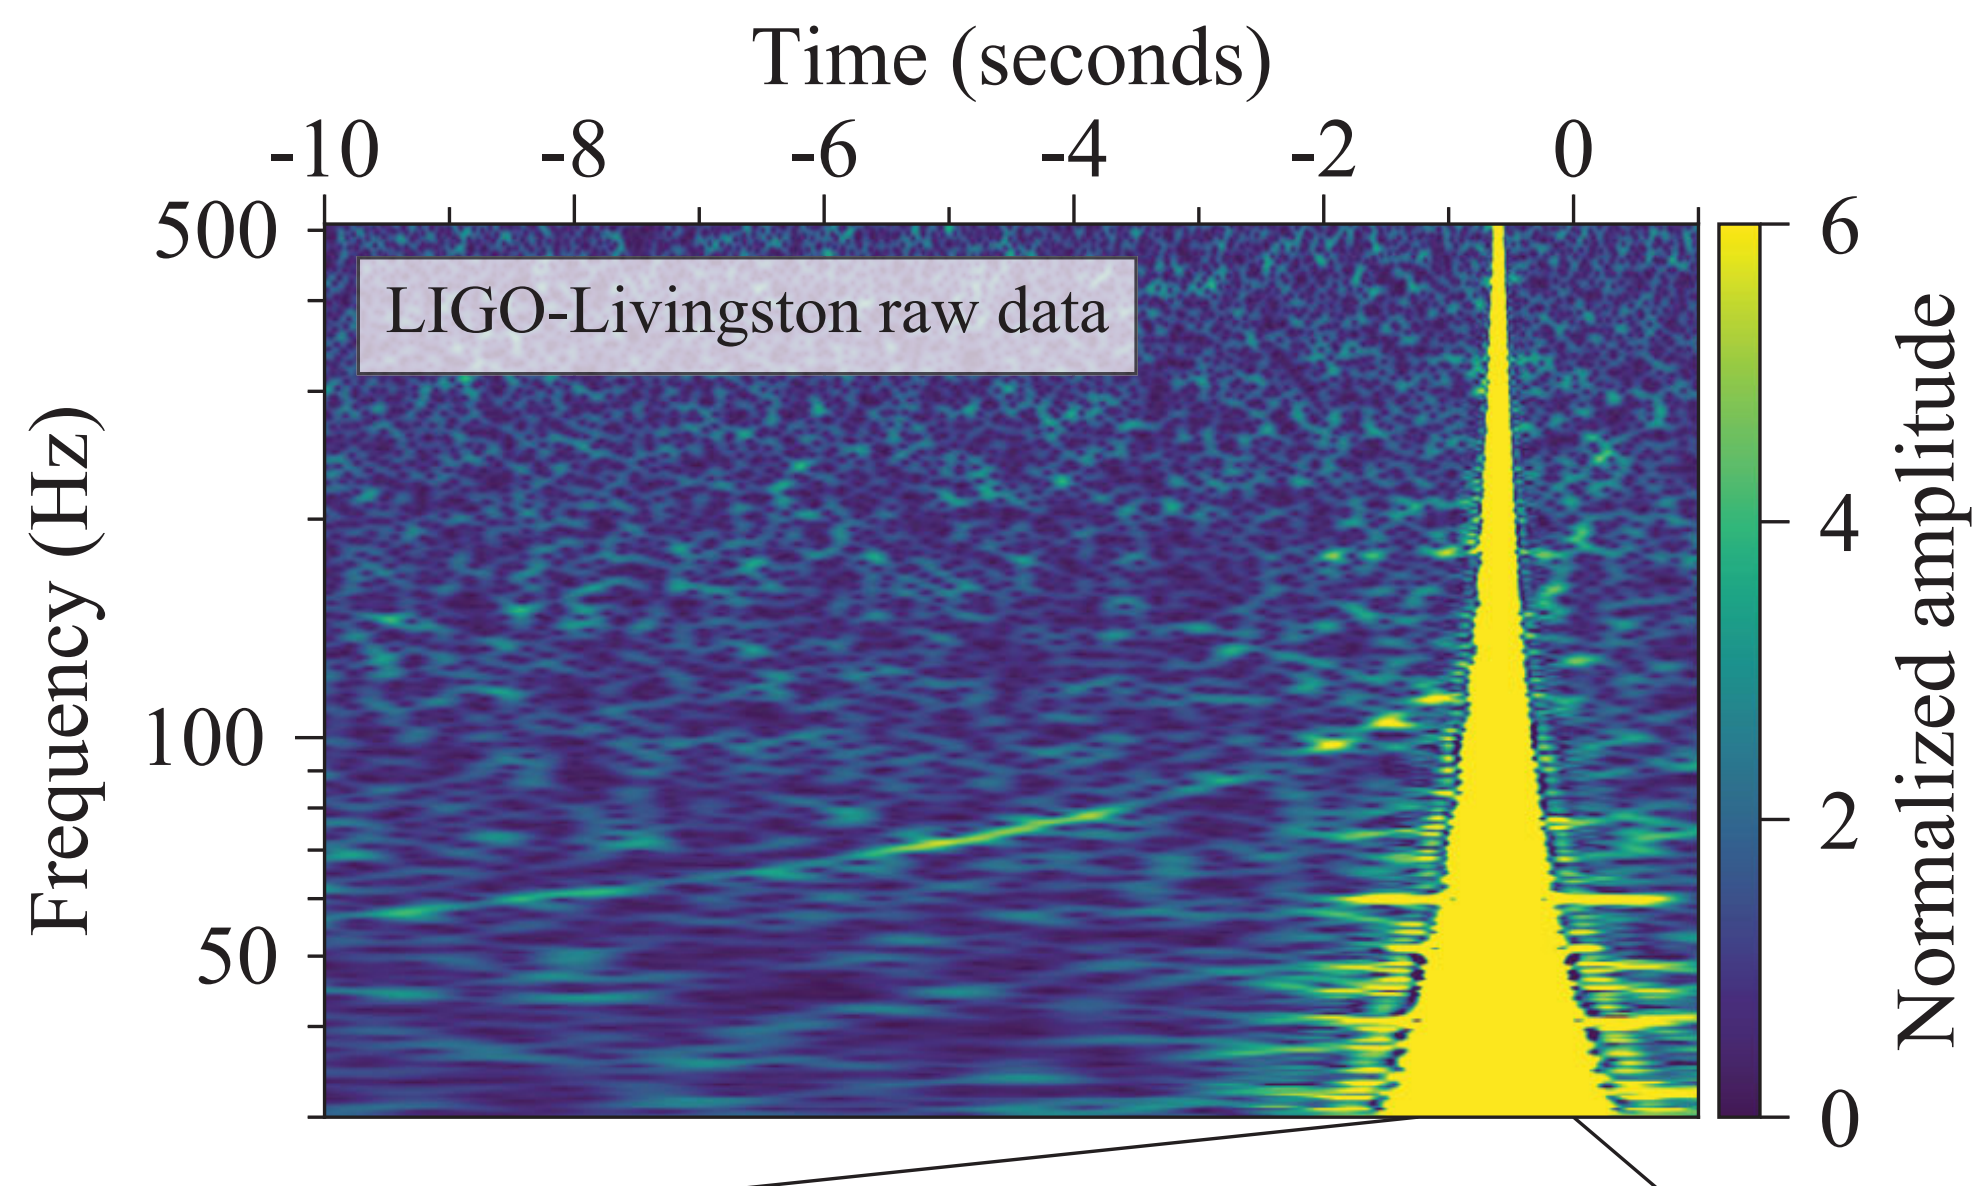 Time (seconds)
-10 -8 -6 -4 -2 0
500
100
50
Frequency (Hz)
LIGO-Livingston raw data
6
4
2
0
Normalized amplitude